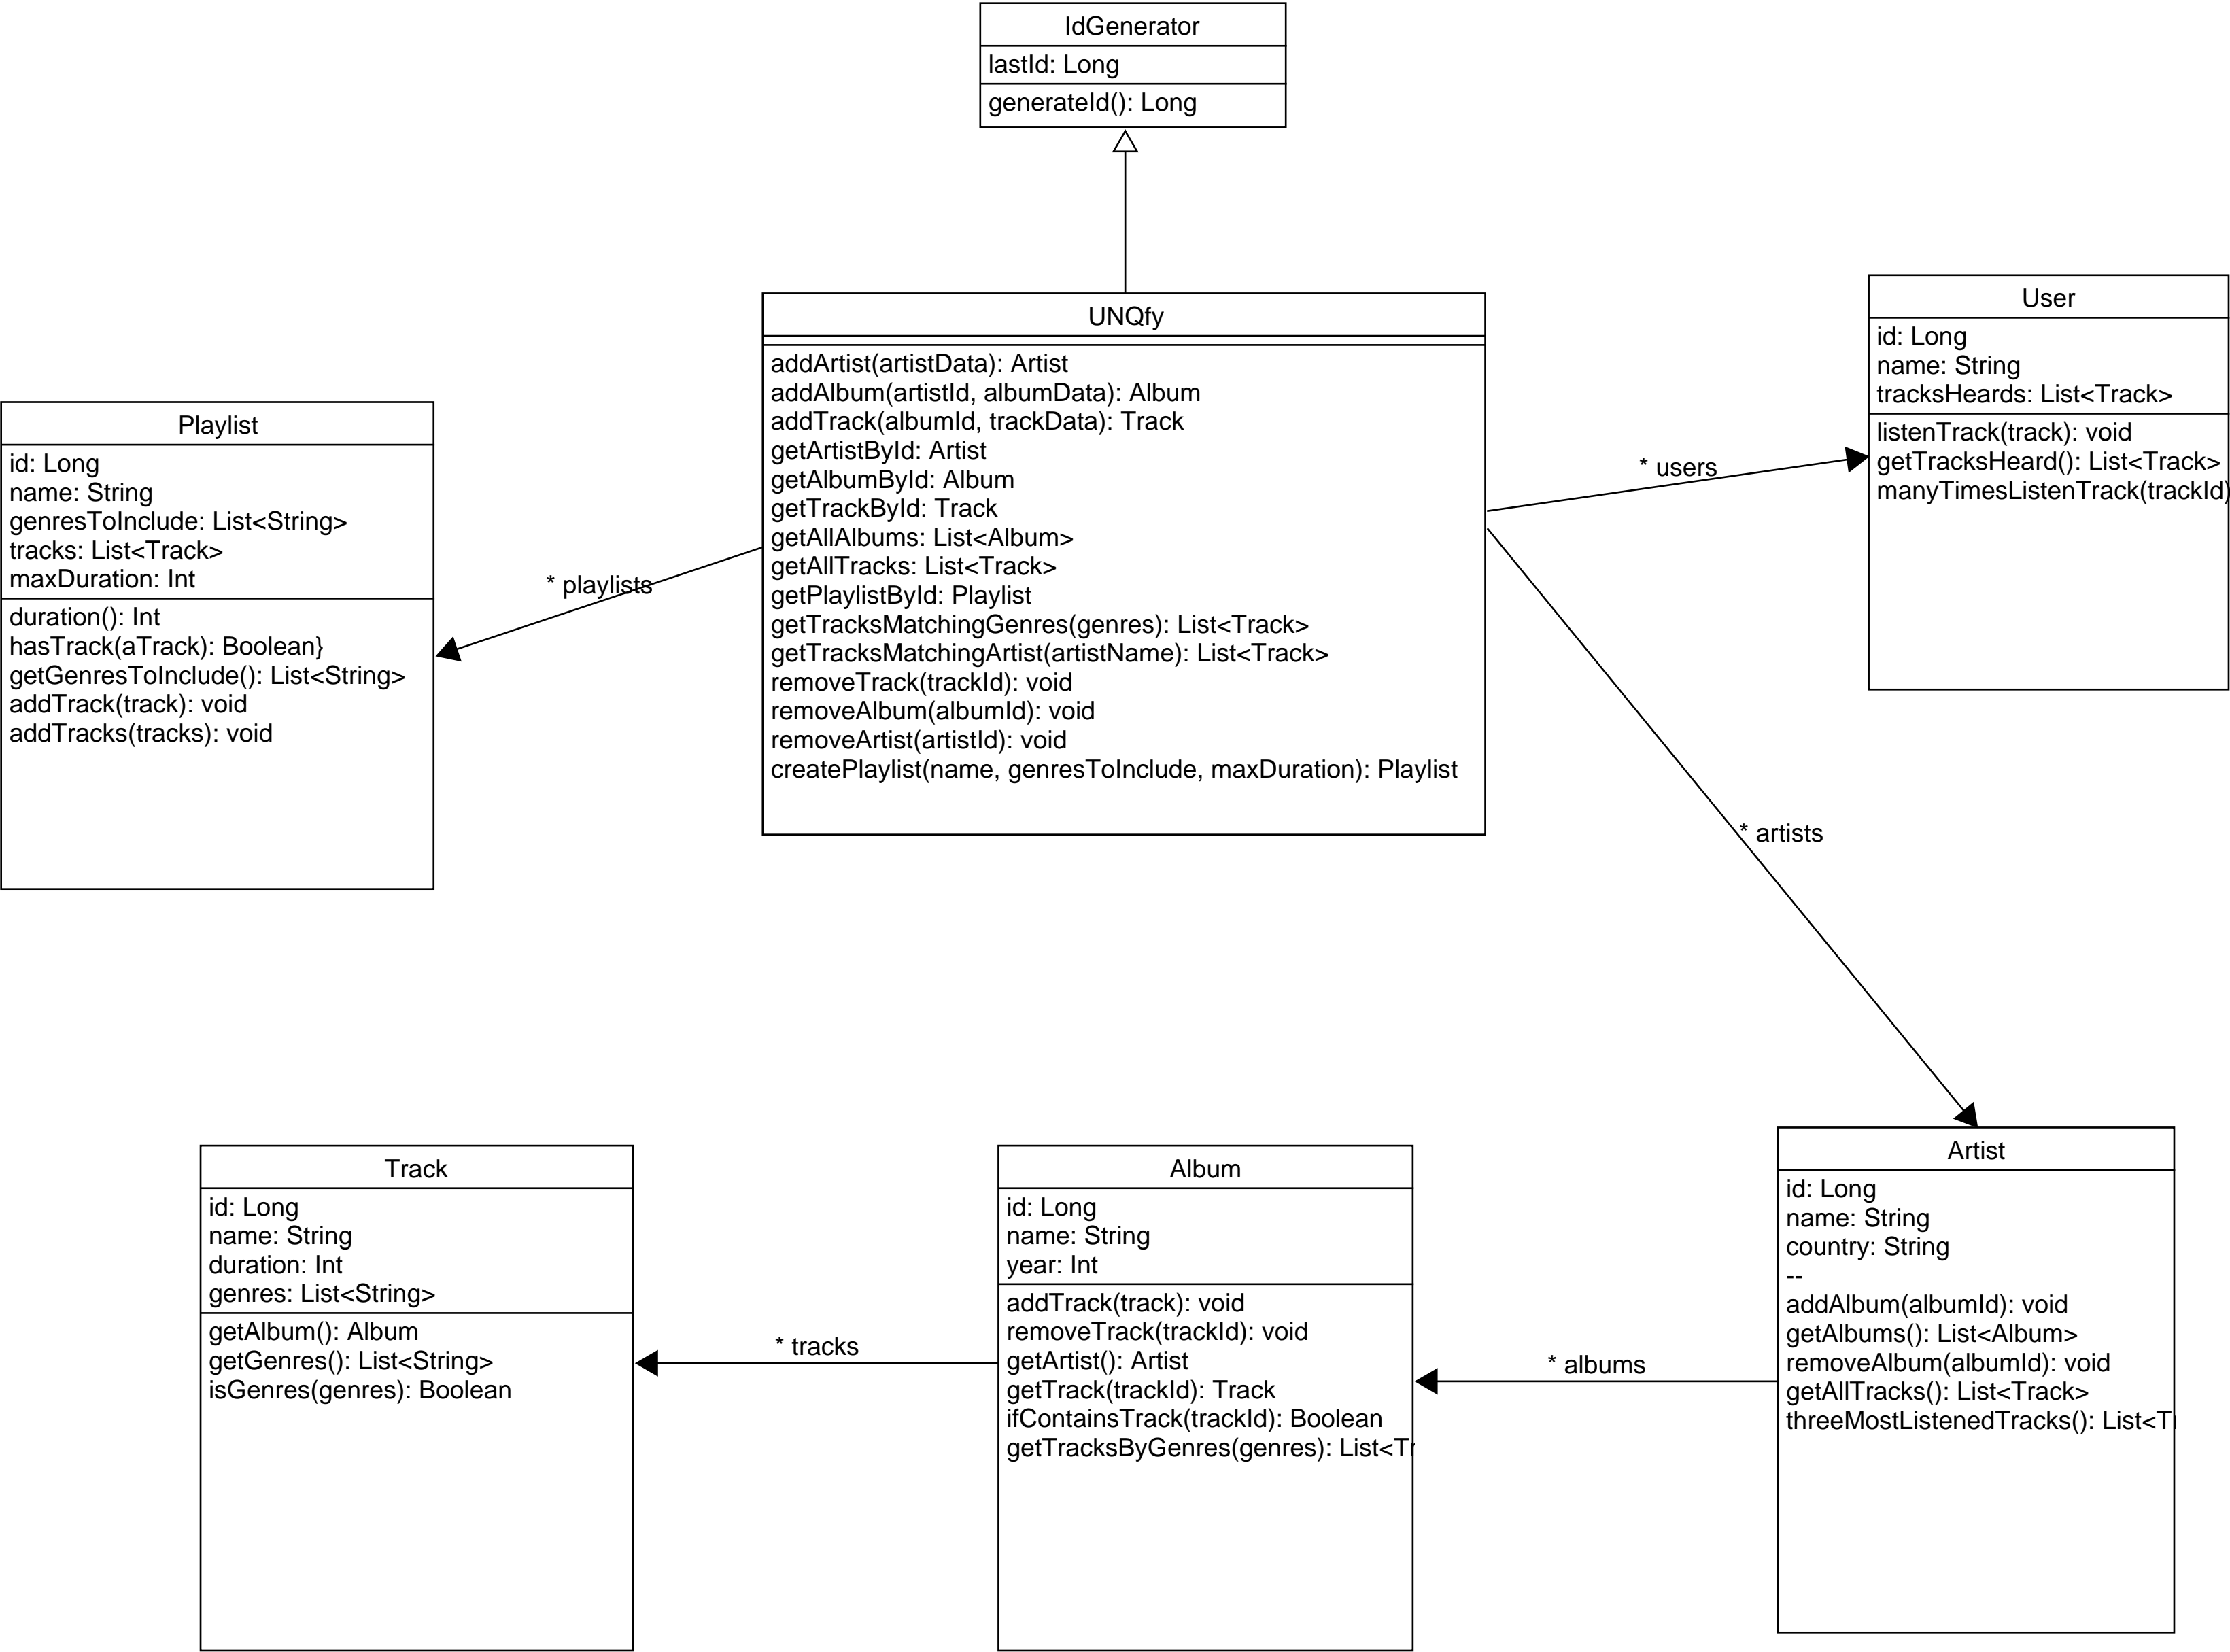 IdGenerator
lastId: Long
generateId(): Long
UNQfy
addArtist(artistData): Artist
addAlbum(artistId, albumData): Album
addTrack(albumId, trackData): Track
getArtistById: Artist
getAlbumById: Album
getTrackById: Track
getAllAlbums: List<Album>
getAllTracks: List<Track>
getPlaylistById: Playlist
getTracksMatchingGenres(genres): List<Track>
getTracksMatchingArtist(artistName): List<Track>
removeTrack(trackId): void
removeAlbum(albumId): void
removeArtist(artistId): void
createPlaylist(name, genresToInclude, maxDuration): Playlist
User
id: Long
name: String
tracksHeards: List<Track>
listenTrack(track): void
getTracksHeard(): List<Track>
manyTimesListenTrack(trackId)
* users
Playlist
id: Long
name: String
genresToInclude: List<String>
tracks: List<Track>
maxDuration: Int
duration(): Int
hasTrack(aTrack): Boolean}
getGenresToInclude(): List<String>
addTrack(track): void
addTracks(tracks): void
* playlists
* artists
Track
id: Long
name: String
duration: Int
genres: List<String>
getAlbum(): Album
getGenres(): List<String>
isGenres(genres): Boolean
* tracks
Album
id: Long
name: String
year: Int
addTrack(track): void
removeTrack(trackId): void
getArtist(): Artist
getTrack(trackId): Track
ifContainsTrack(trackId): Boolean
getTracksByGenres(genres): List<Tr
* albums
Artist
id: Long
name: String
country: String
--
addAlbum(albumId): void
getAlbums(): List<Album>
removeAlbum(albumId): void
getAllTracks(): List<Track>
threeMostListenedTracks(): List<T